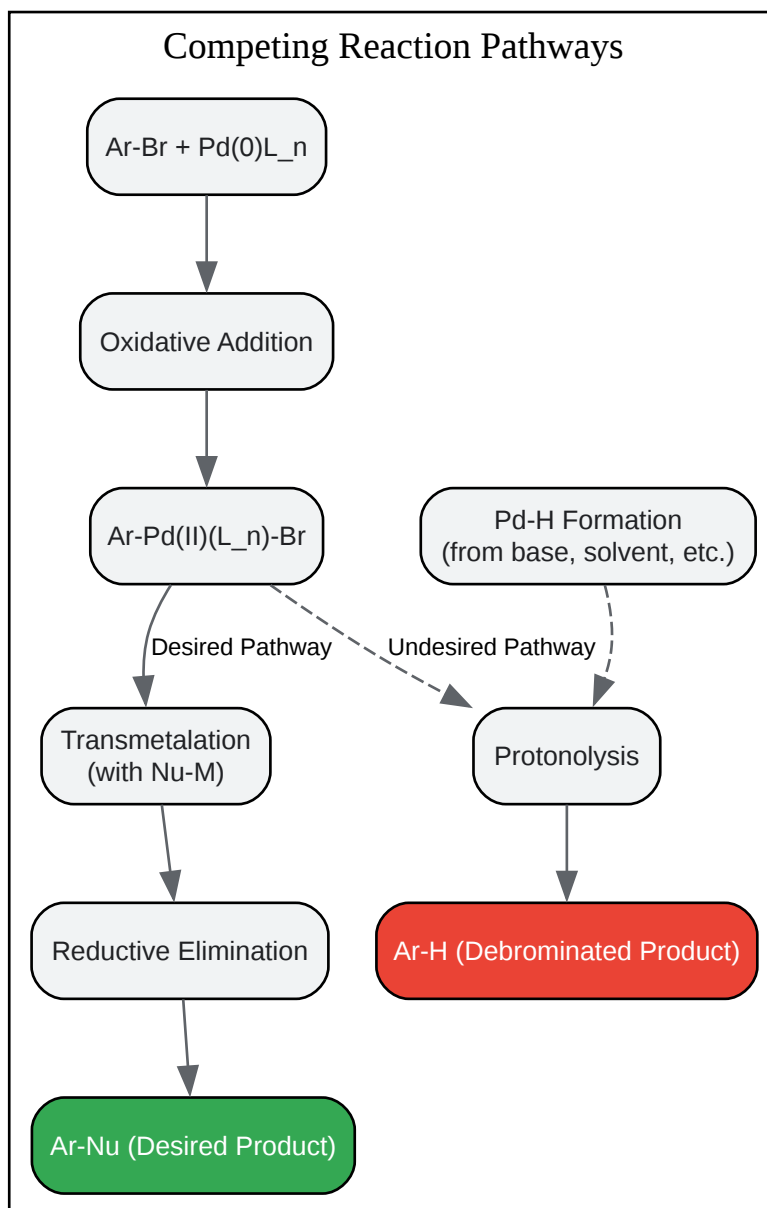 Competing Reaction Pathways
Ar-Br + Pd(0)L_n
Oxidative Addition
Ar-Pd(II)(L_n)-Br
Pd-H Formation
(from base, solvent, etc.)
Desired Pathway
Undesired Pathway
Transmetalation
(with Nu-M)
Protonolysis
Reductive Elimination
Ar-H (Debrominated Product)
Ar-Nu (Desired Product)